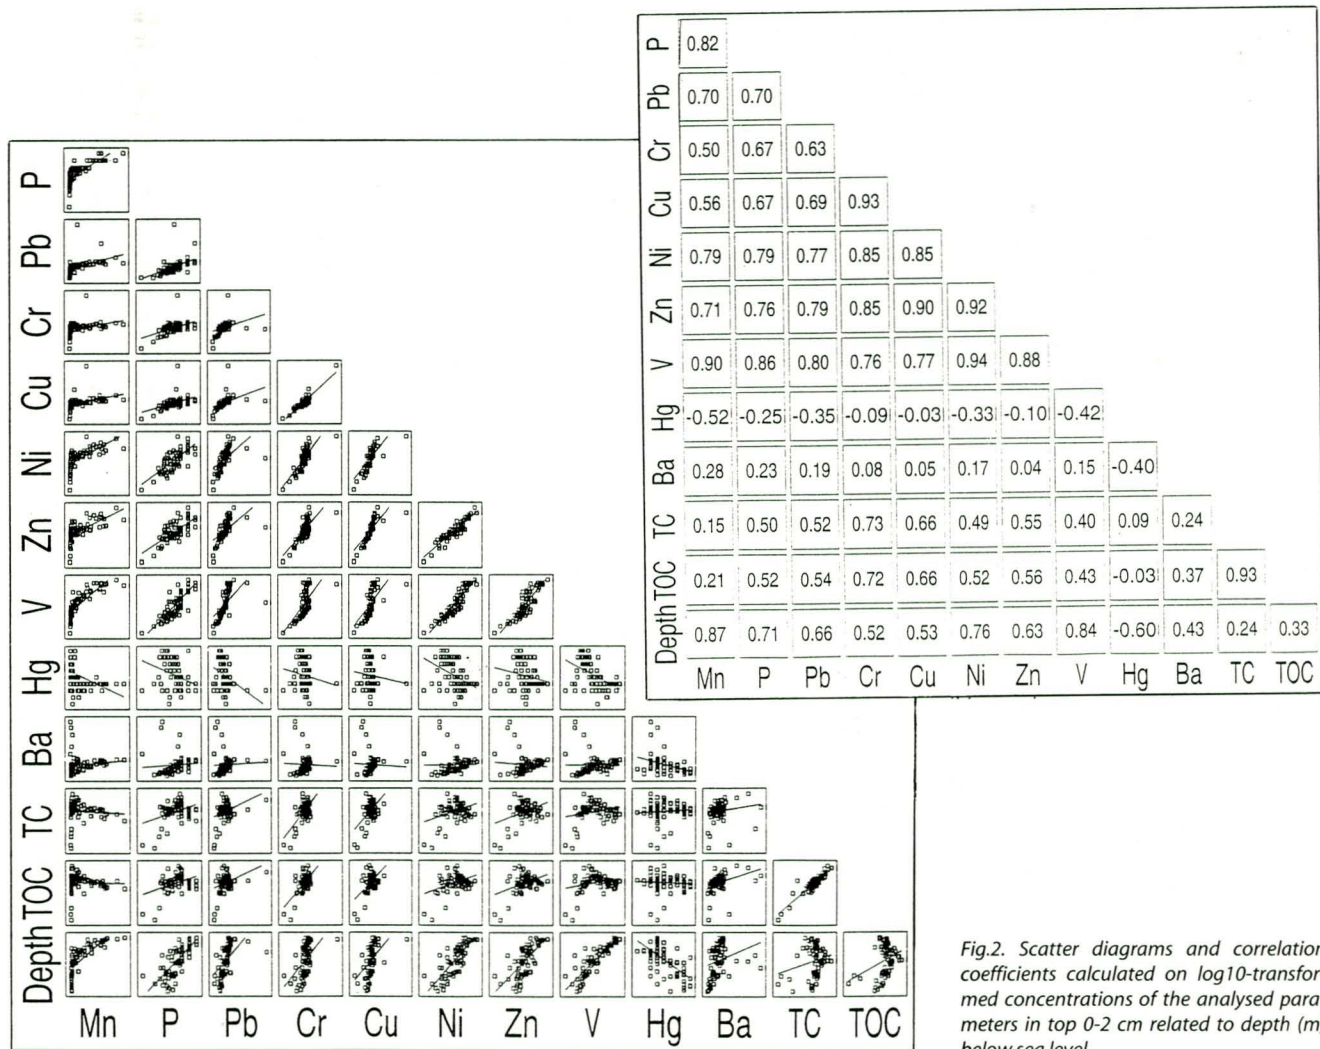 P 0.82
Pb 0.70 0.70
Cr 0.50 0.67 0.63
Cu 0.56 0.67 0.69 0.93
Ni 0.79 0.79 0.77 0.85 0.85
Zn 0.71 0.76 0.79 0.85 0.90 0.92
V 0.90 0.86 0.80 0.76 0.77 0.94 0.88
Hg -0.52 -0.25 -0.35 -0.09 -0.03 -0.33 -0.10 -0.42
Ba 0.28 0.23 0.19 0.08 0.05 0.17 0.04 0.15 -0.40
TC 0.15 0.50 0.52 0.73 0.66 0.49 0.55 0.40 0.09 0.24
TOC 0.21 0.52 0.54 0.72 0.66 0.52 0.56 0.43 -0.03 0.37 0.93
Depth 0.87 0.71 0.66 0.52 0.53 0.76 0.63 0.84 -0.60 0.43 0.24 0.33
Mn P Pb Cr Cu Ni Zn V Hg Ba TC TOC
P
Pb
Cr
Cu
Ni
Zn
V
Hg
Ba
TC
TOC
Depth
Mn P Pb Cr Cu Ni Zn V Hg Ba TC TOC
Fig.2. Scatter diagrams and correlation
coefficients calculated on log10-transfor-
med concentrations of the analysed para-
meters in top 0-2 cm related to depth (m)
below sea level